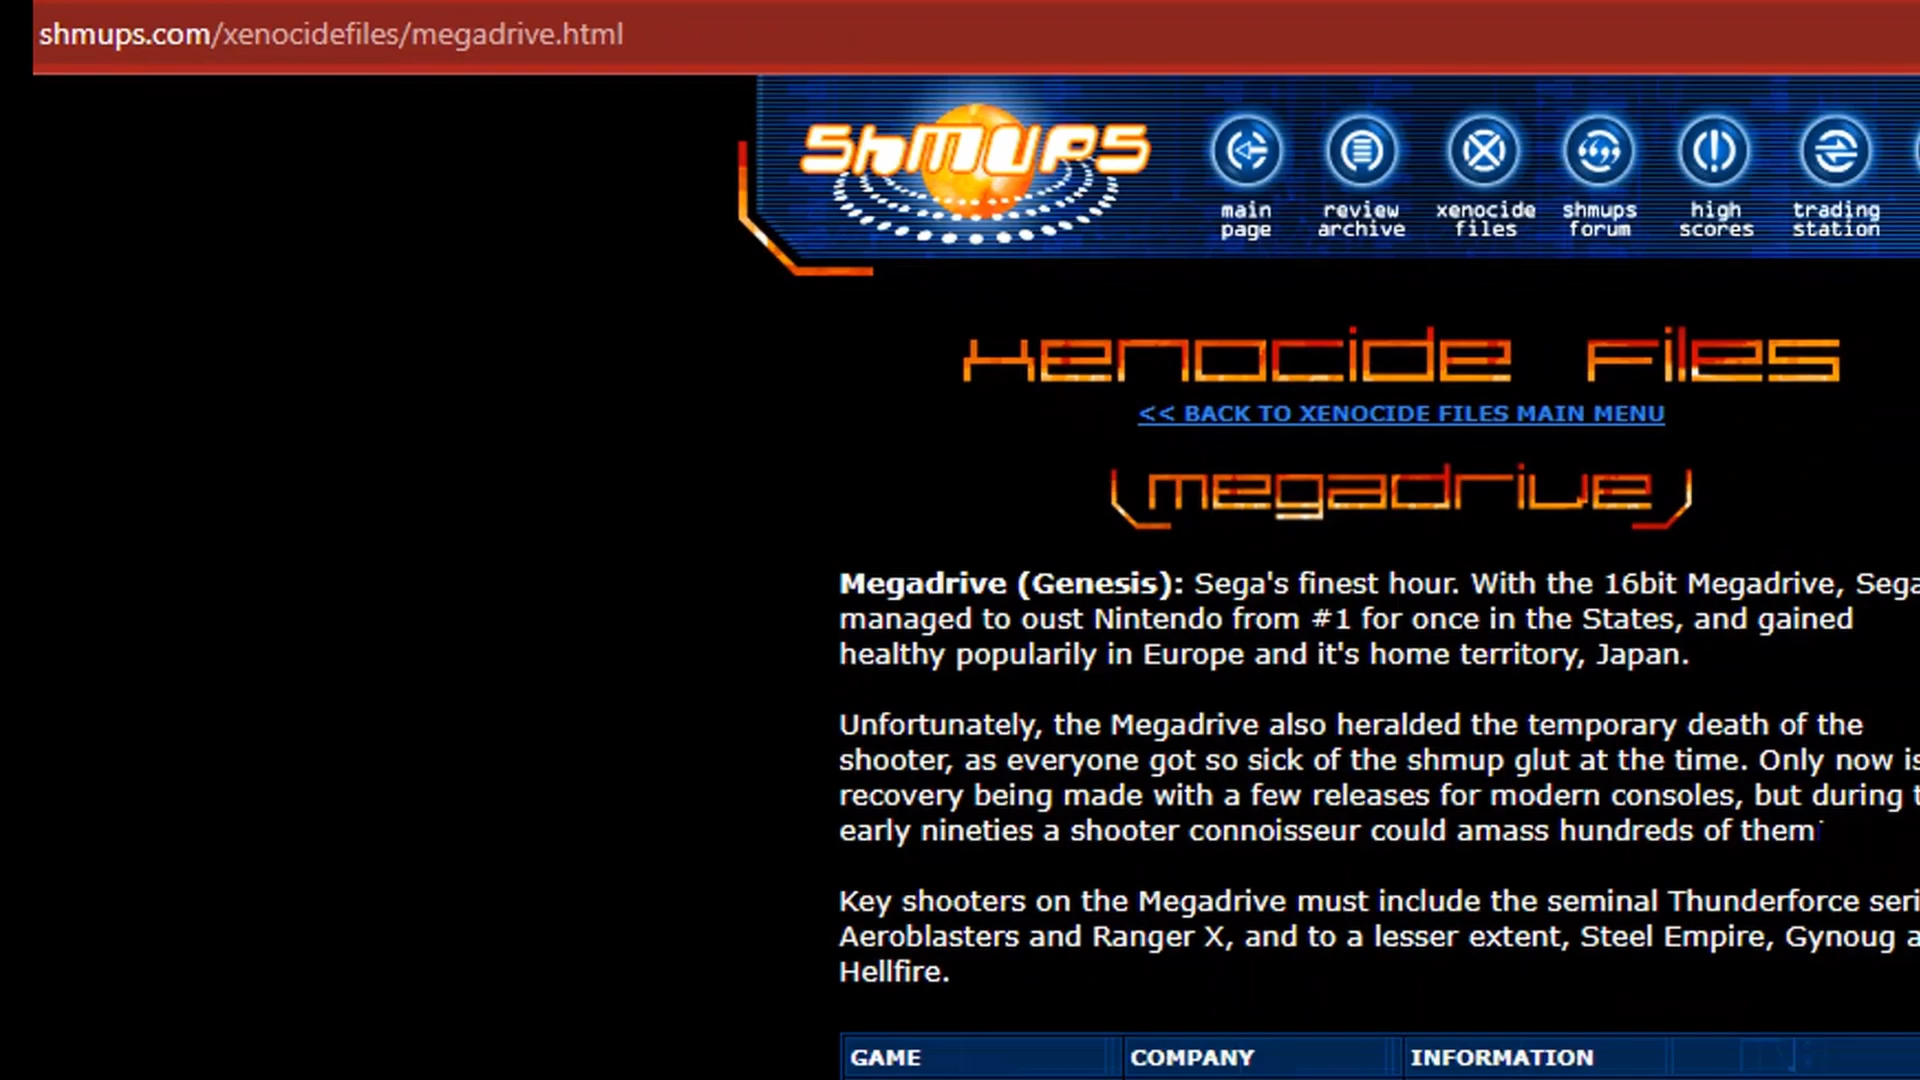 shmups.com/xenocidefiles/megadrive.html
shmups
main page
review archive
xenocide files
shmups forum
high scores
trading station
xenocide files
<< BACK TO XENOCIDE FILES MAIN MENU
megadrive
Megadrive (Genesis): Sega's finest hour. With the 16bit Megadrive, Sega
managed to oust Nintendo from #1 for once in the States, and gained
healthy popularily in Europe and it's home territory, Japan.
Unfortunately, the Megadrive also heralded the temporary death of the
shooter, as everyone got so sick of the shmup glut at the time. Only now is
recovery being made with a few releases for modern consoles, but during t
early nineties a shooter connoisseur could amass hundreds of them
Key shooters on the Megadrive must include the seminal Thunderforce seri
Aeroblasters and Ranger X, and to a lesser extent, Steel Empire, Gynoug a
Hellfire.
GAME COMPANY INFORMATION